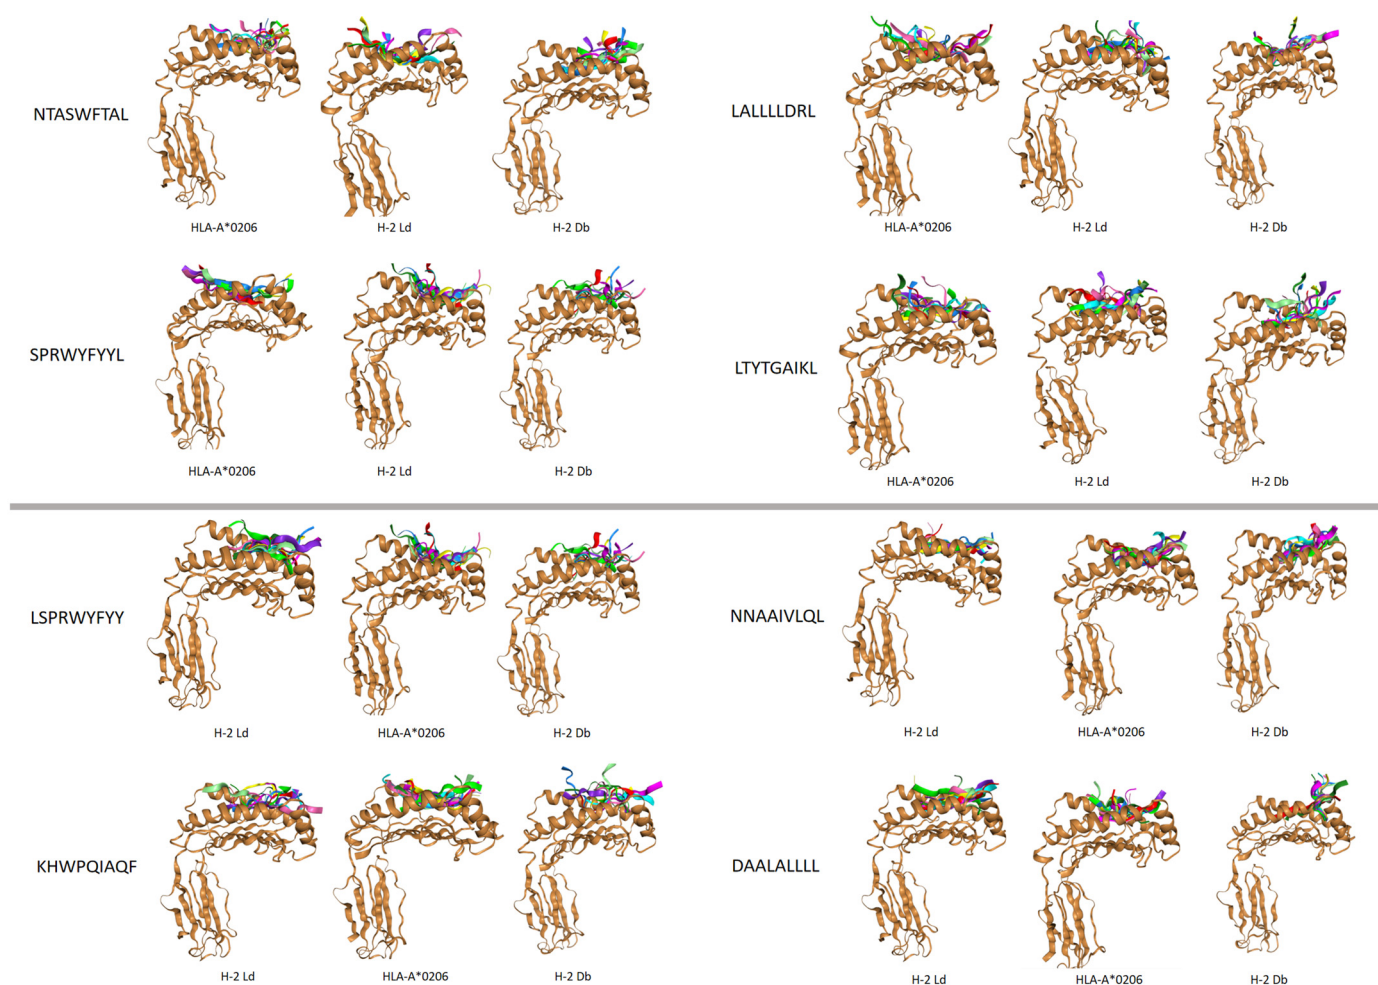 NTASWFTAL
HLA-A*0206
H-2 Ld
H-2 Db
LALLLLDRL
HLA-A*0206
H-2 Ld
H-2 Db
SPRWYFYYL
HLA-A*0206
H-2 Ld
H-2 Db
LTYTGAIKL
HLA-A*0206
H-2 Ld
H-2 Db
LSPRWYFYY
H-2 Ld
HLA-A*0206
H-2 Db
NNAAIVLQL
H-2 Ld
HLA-A*0206
H-2 Db
KHWPQIAQF
H-2 Ld
HLA-A*0206
H-2 Db
DAALALLLL
H-2 Ld
HLA-A*0206
H-2 Db